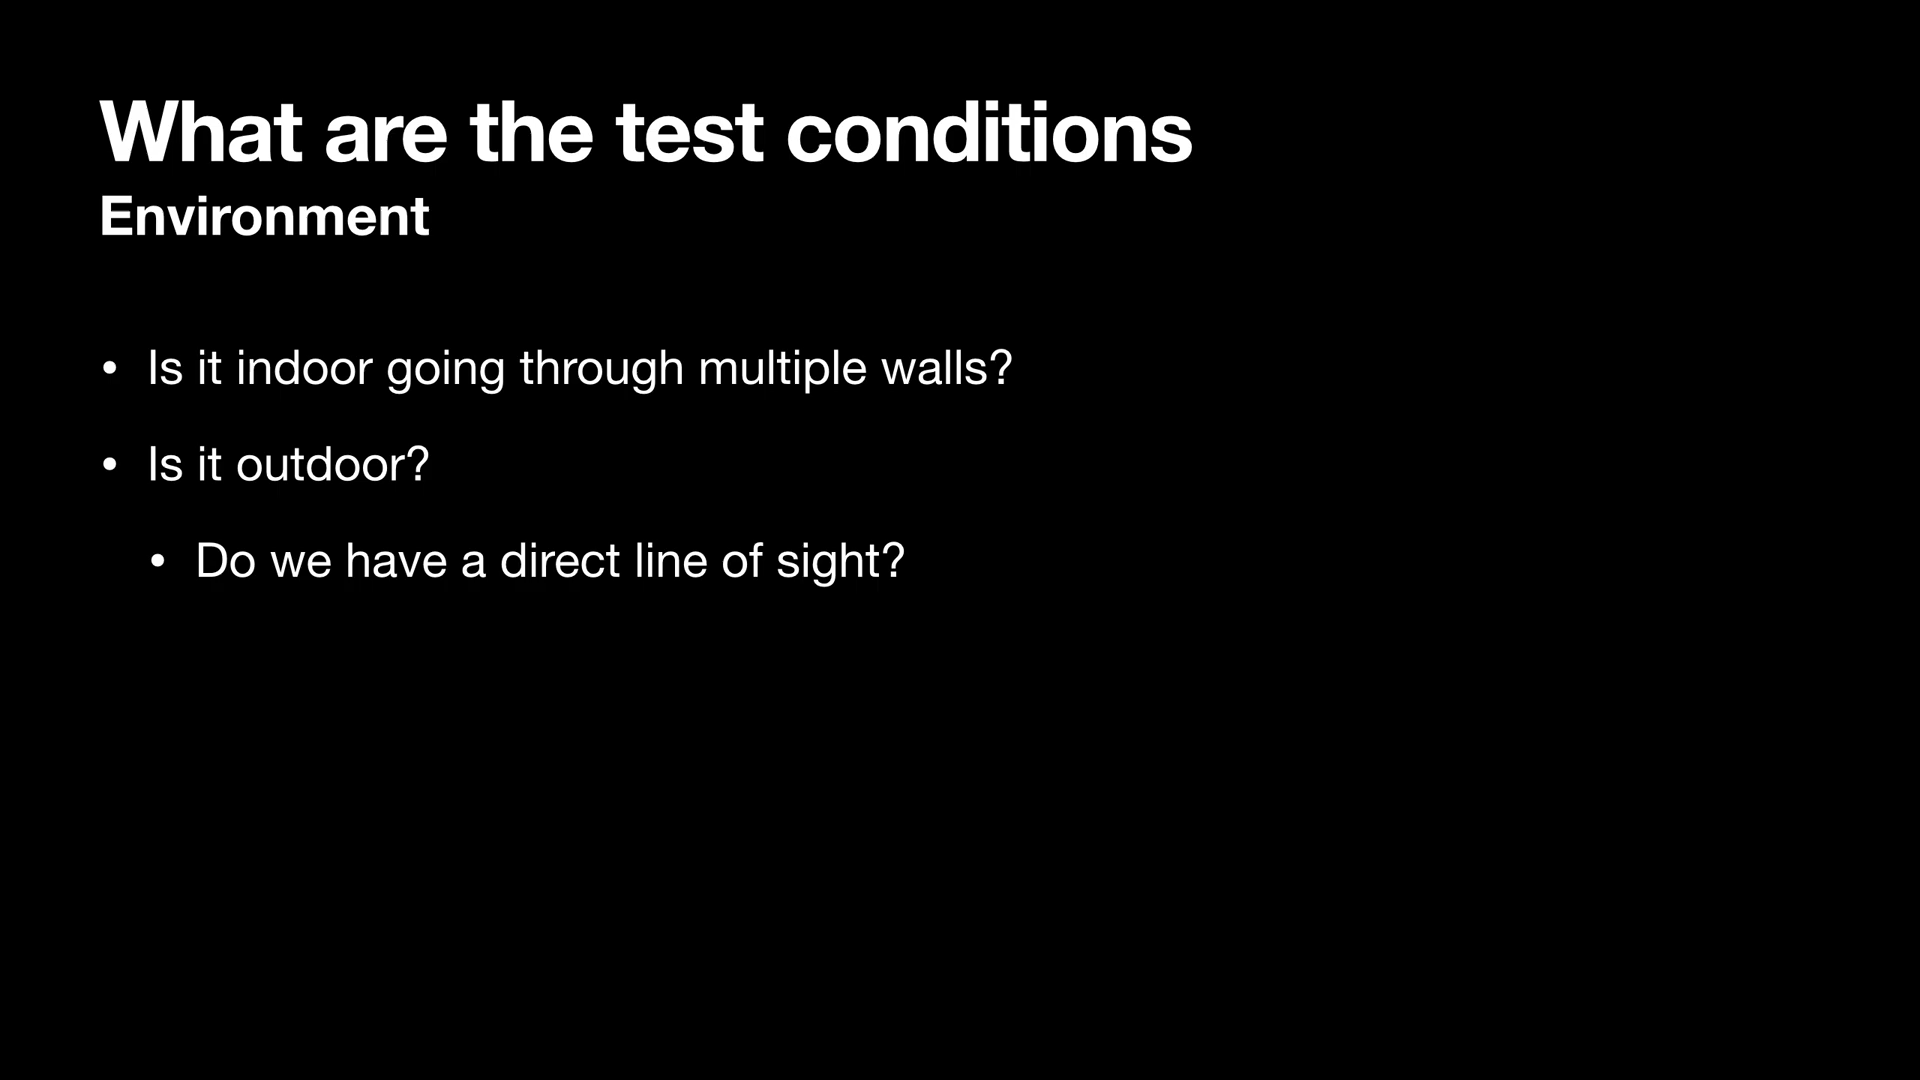 What are the test conditions
Environment
• Is it indoor going through multiple walls?
• Is it outdoor?
• Do we have a direct line of sight?